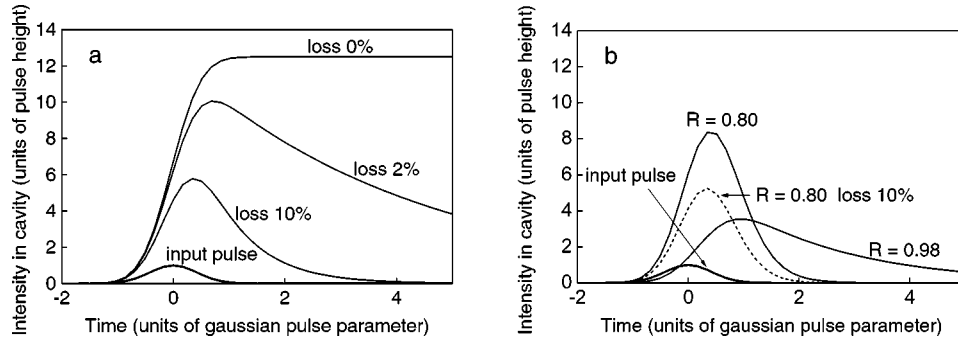 Intensity in cavity (units of pulse height)
14
12
10
8
6
4
2
0
a
loss 0%
loss 2%
loss 10%
input pulse
-2
0
2
4
Time (units of gaussian pulse parameter)
Intensity in cavity (units of pulse height)
14
12
10
8
6
4
2
0
b
R = 0.80
input pulse
R = 0.80 loss 10%
R = 0.98
-2
0
2
4
Time (units of gaussian pulse parameter)